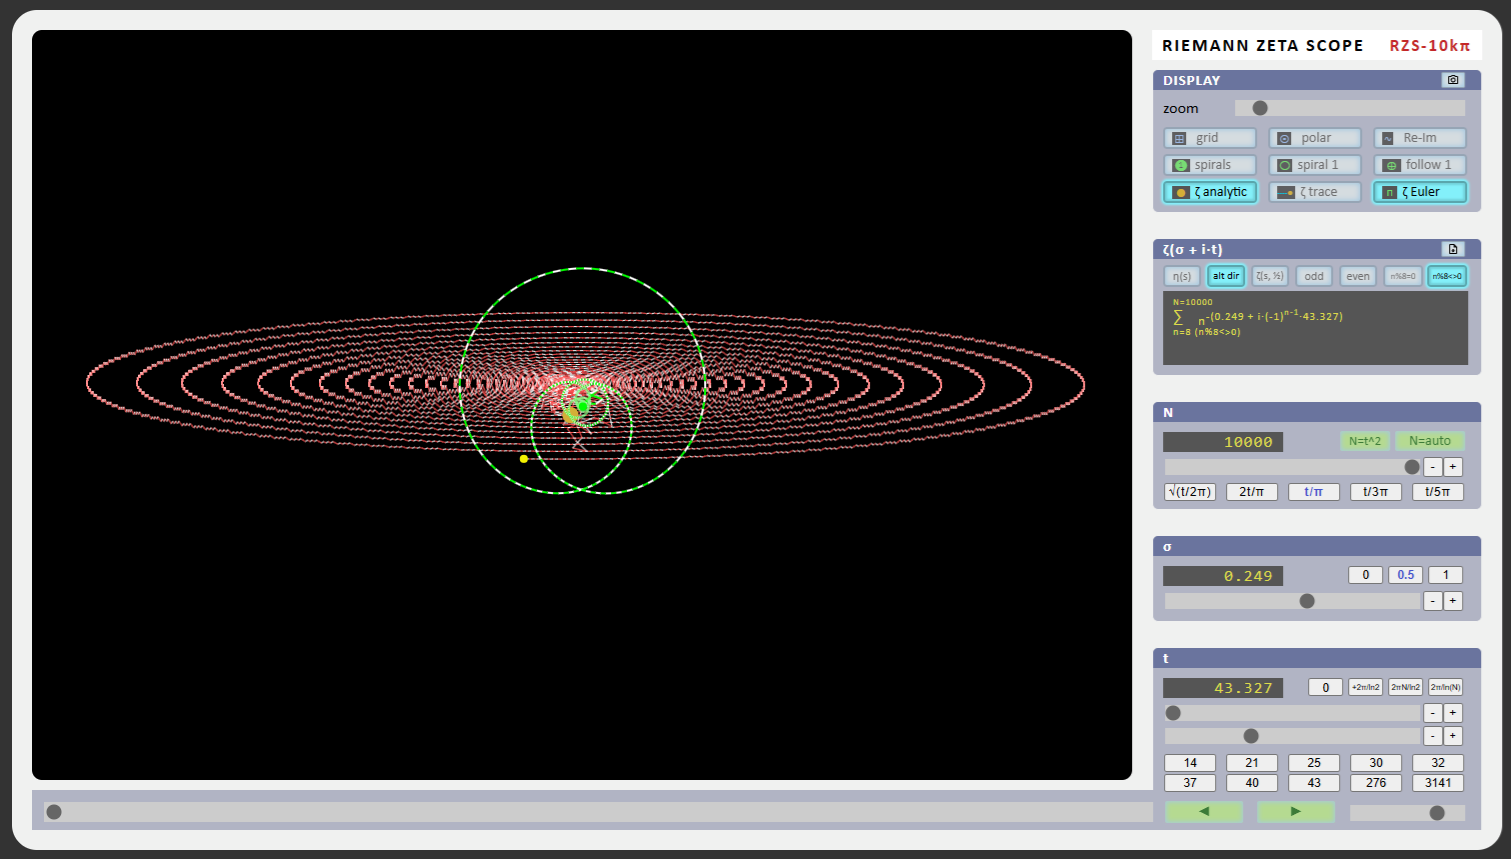 RIEMANN ZETA SCOPE RZS-10kπ
DISPLAY
zoom
grid polar Re-Im
spirals spiral 1 follow 1
ζ analytic ζ trace ζ Euler
ζ(σ + i·t)
η(s) alt dir ζ(s, ½) odd even n%8=0 n%8<>0
N=10000
∑ n^-(0.249 + i·(-1)^n-1·43.327)
n=8 (n%8<>0)
N
10000 N=t^2 N=auto
- +
√(t/2π) 2t/π t/π t/3π t/5π
σ
0.249 0 0.5 1
- +
t
43.327 0 +2π/ln2 2πN/ln2 2π/ln(N)
- +
- +
14 21 25 30 32
37 40 43 276 3141
◄ ►